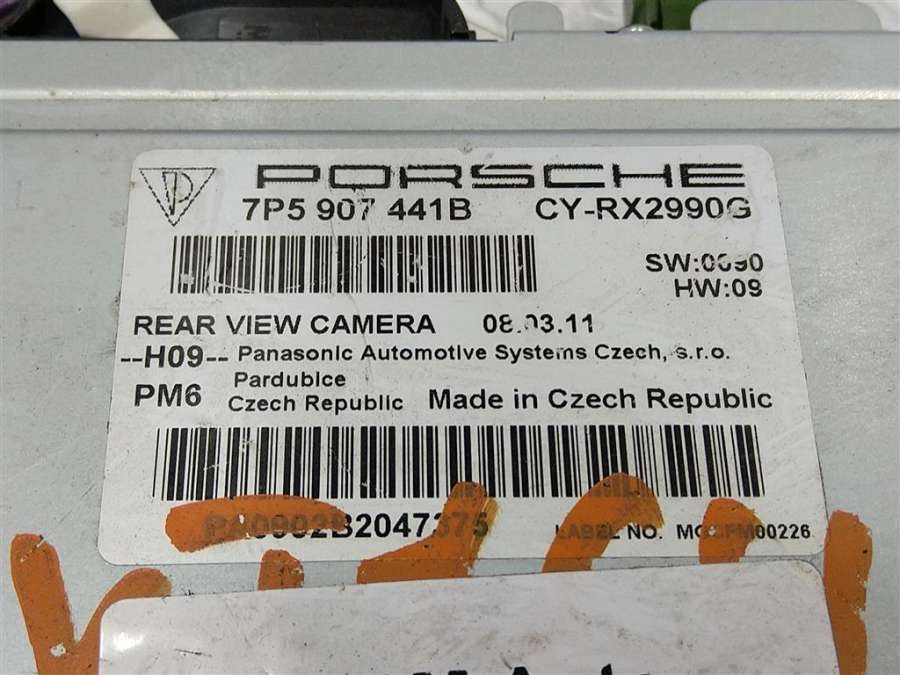 PORSCHE
7P5 907 441B CY-RX2990G
SW:0090
HW:09
REAR VIEW CAMERA 08.03.11
--H09-- Panasonic Automotive Systems Czech, s.r.o.
PM6 Pardubice
Czech Republic Made in Czech Republic
LABEL NO.